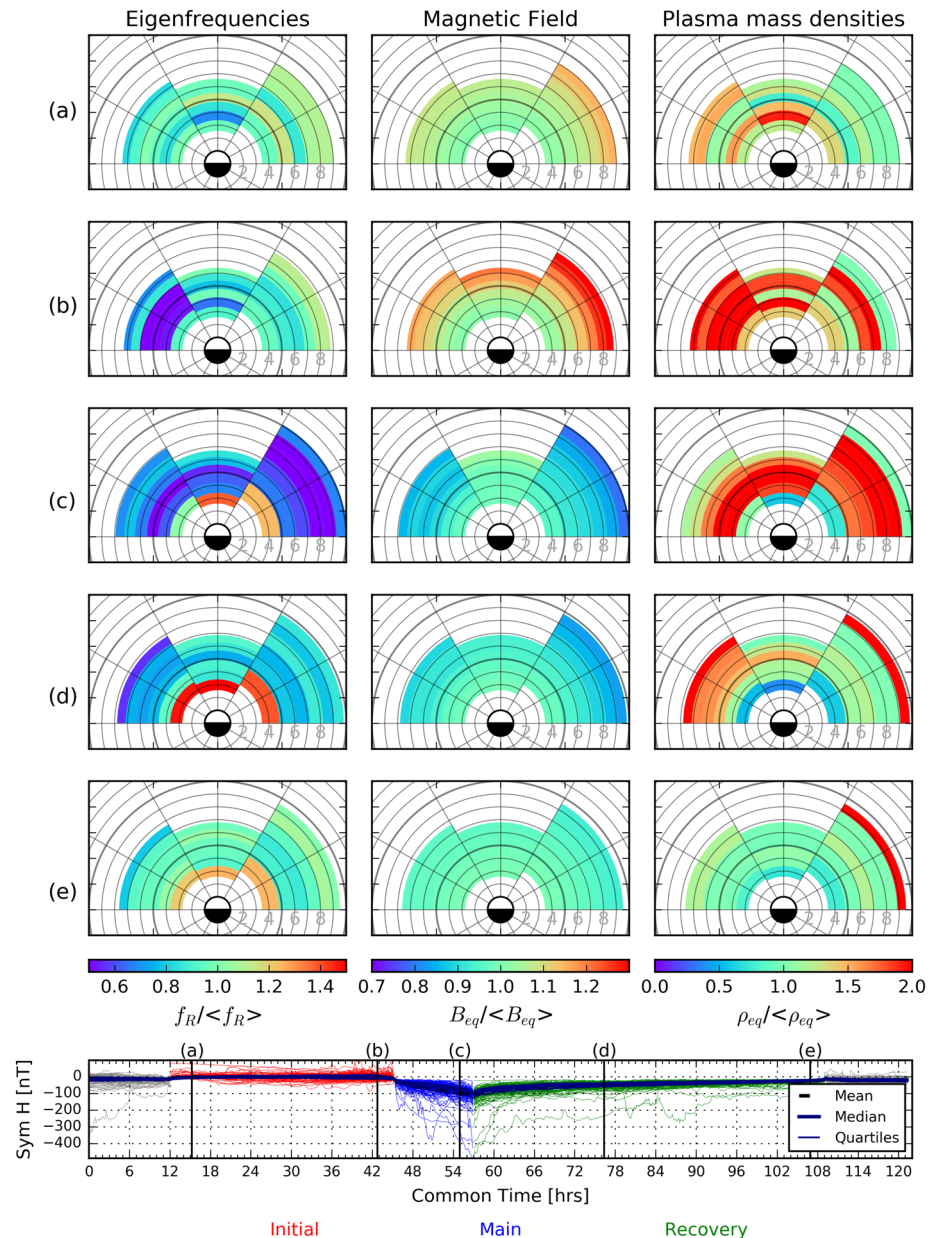 Eigenfrequencies Magnetic Field Plasma mass densities
(a)
2 4 6 8 2 4 6 8 2 4 6 8
(b)
2 4 6 8 2 4 6 8 2 4 6 8
(c)
2 4 6 8 2 4 6 8 2 4 6 8
(d)
2 4 6 8 2 4 6 8 2 4 6 8
(e)
2 4 6 8 2 4 6 8 2 4 6 8
0.6 0.8 1.0 1.2 1.4 0.7 0.8 0.9 1.0 1.1 1.2 0.0 0.5 1.0 1.5 2.0
f_R/<f_R> B_eq/<B_eq> ρ_eq/<ρ_eq>
(a) (b) (c) (d) (e)
Sym H [nT]
0
−100
−200
−300
−400
Mean
Median
Quartiles
0 6 12 18 24 30 36 42 48 54 60 66 72 78 84 90 96 102 108 114 120
Common Time [hrs]
Initial Main Recovery